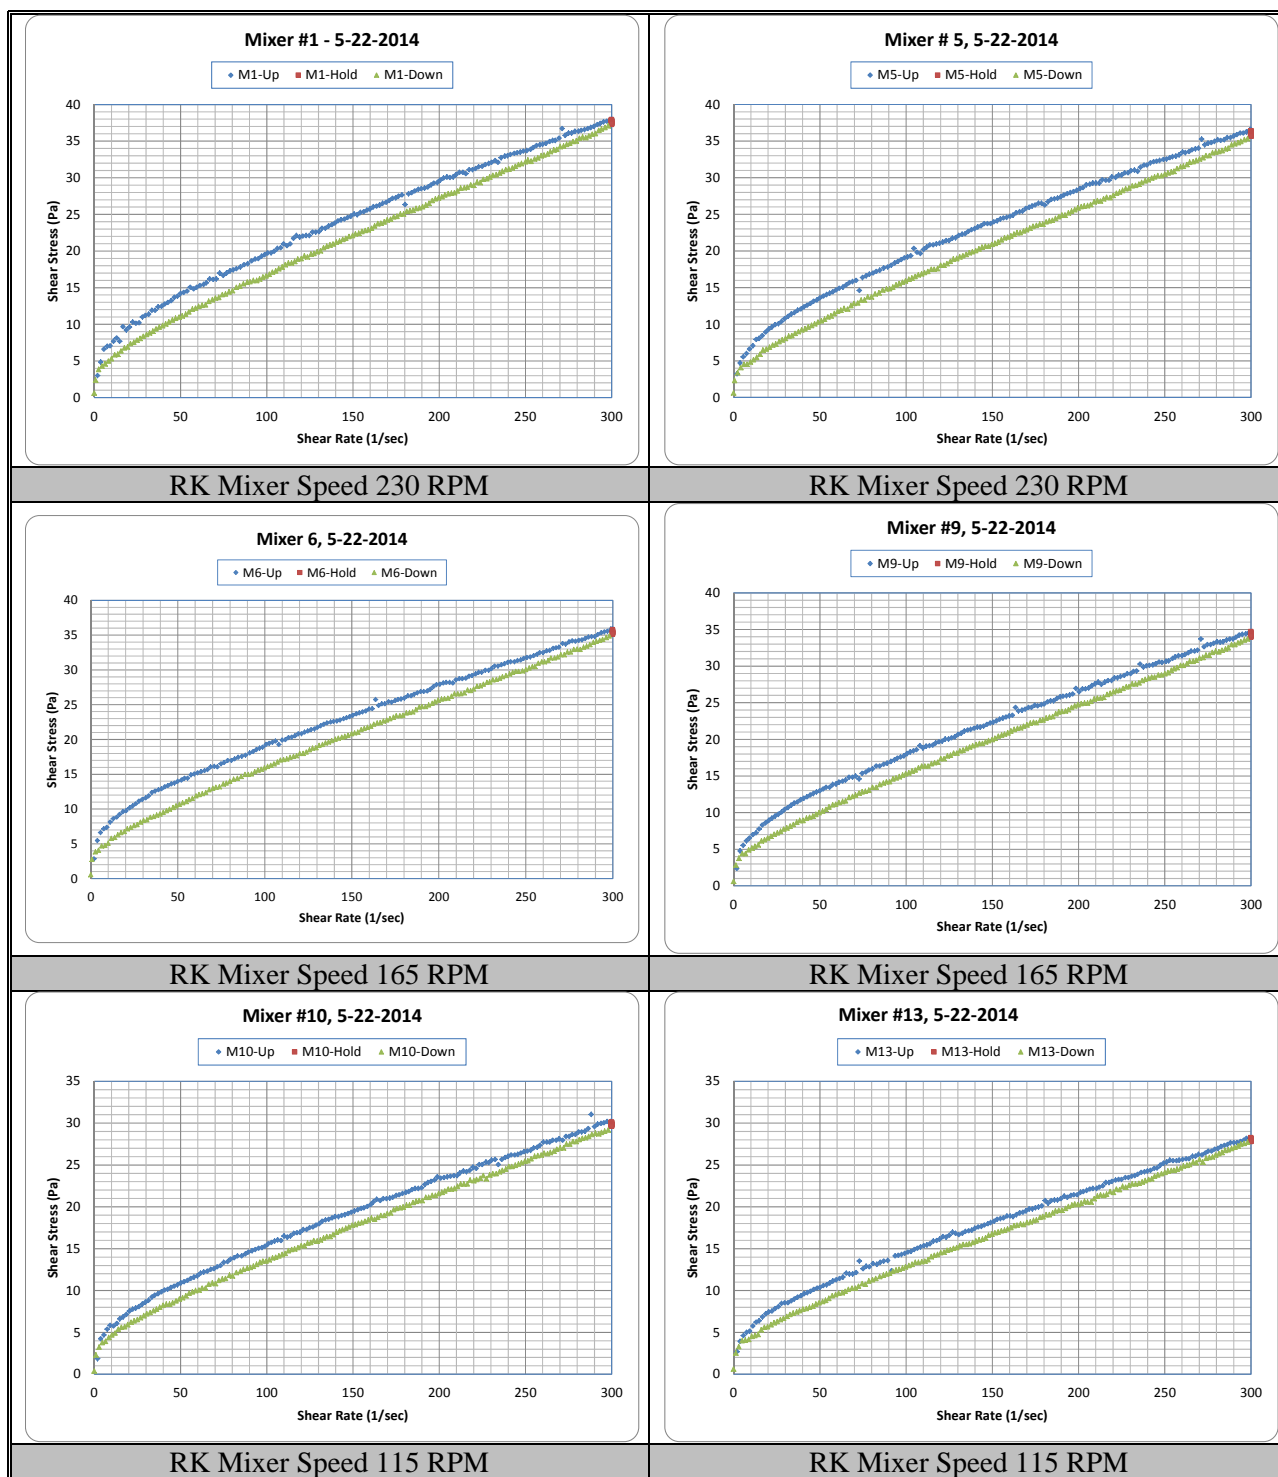 Mixer #1 - 5-22-2014
M1-Up M1-Hold M1-Down
40
35
30
25
20
15
10
5
0
Shear Stress (Pa)
0 50 100 150 200 250 300
Shear Rate (1/sec)
RK Mixer Speed 230 RPM
Mixer # 5, 5-22-2014
M5-Up M5-Hold M5-Down
40
35
30
25
20
15
10
5
0
Shear Stress (Pa)
0 50 100 150 200 250 300
Shear Rate (1/sec)
RK Mixer Speed 230 RPM
Mixer 6, 5-22-2014
M6-Up M6-Hold M6-Down
40
35
30
25
20
15
10
5
0
Shear Stress (Pa)
0 50 100 150 200 250 300
Shear Rate (1/sec)
RK Mixer Speed 165 RPM
Mixer #9, 5-22-2014
M9-Up M9-Hold M9-Down
40
35
30
25
20
15
10
5
0
Shear Stress (Pa)
0 50 100 150 200 250 300
Shear Rate (1/sec)
RK Mixer Speed 165 RPM
Mixer #10, 5-22-2014
M10-Up M10-Hold M10-Down
35
30
25
20
15
10
5
0
Shear Stress (Pa)
0 50 100 150 200 250 300
Shear Rate (1/sec)
RK Mixer Speed 115 RPM
Mixer #13, 5-22-2014
M13-Up M13-Hold M13-Down
35
30
25
20
15
10
5
0
Shear Stress (Pa)
0 50 100 150 200 250 300
Shear Rate (1/sec)
RK Mixer Speed 115 RPM